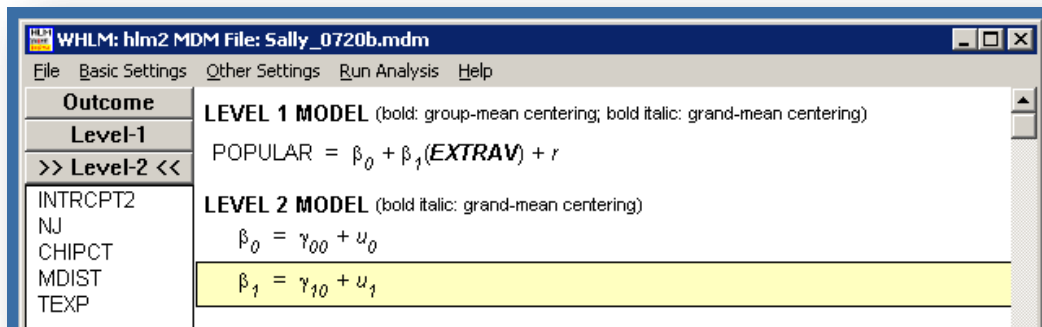 WHLM: hlm2 MDM File: Sally_0720b.mdm
File Basic Settings Other Settings Run Analysis Help
Outcome
Level-1
>> Level-2 <<
INTRCPT2
NJ
CHIPCT
MDIST
TEXP
LEVEL 1 MODEL (bold: group-mean centering; bold italic: grand-mean centering)
POPULAR = β0 + β1(EXTRAV) + r
LEVEL 2 MODEL (bold italic: grand-mean centering)
β0 = γ00 + u0
β1 = γ10 + u1